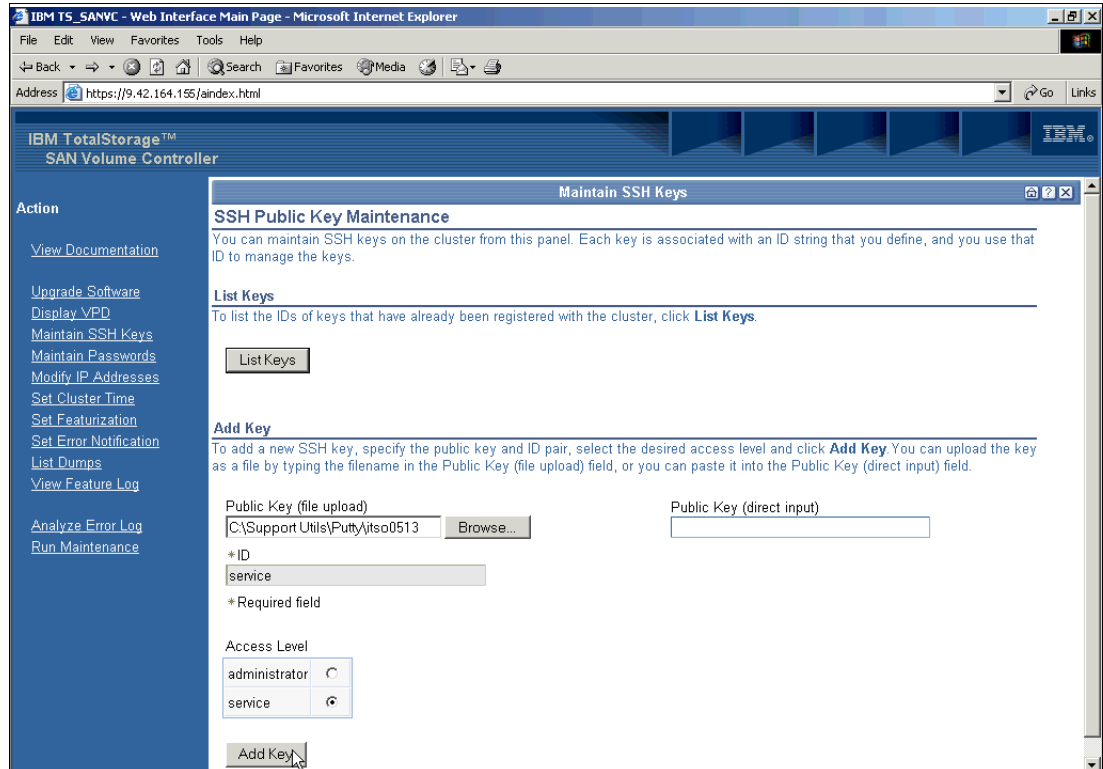 IBM TS_SANVC - Web Interface Main Page - Microsoft Internet Explorer
File Edit View Favorites Tools Help
Back Search Favorites Media
Address https://9.42.164.155/aindex.html Go Links
IBM TotalStorage™
SAN Volume Controller
IBM®
Action
View Documentation
Upgrade Software
Display VPD
Maintain SSH Keys
Maintain Passwords
Modify IP Addresses
Set Cluster Time
Set Featurization
Set Error Notification
List Dumps
View Feature Log
Analyze Error Log
Run Maintenance
Maintain SSH Keys
SSH Public Key Maintenance
You can maintain SSH keys on the cluster from this panel. Each key is associated with an ID string that you define, and you use that
ID to manage the keys.
List Keys
To list the IDs of keys that have already been registered with the cluster, click List Keys.
List Keys
Add Key
To add a new SSH key, specify the public key and ID pair, select the desired access level and click Add Key. You can upload the key
as a file by typing the filename in the Public Key (file upload) field, or you can paste it into the Public Key (direct input) field.
Public Key (file upload) Public Key (direct input)
C:\Support Utils\Putty\itso0513 Browse...
*ID
service
*Required field
Access Level
administrator
service
Add Key